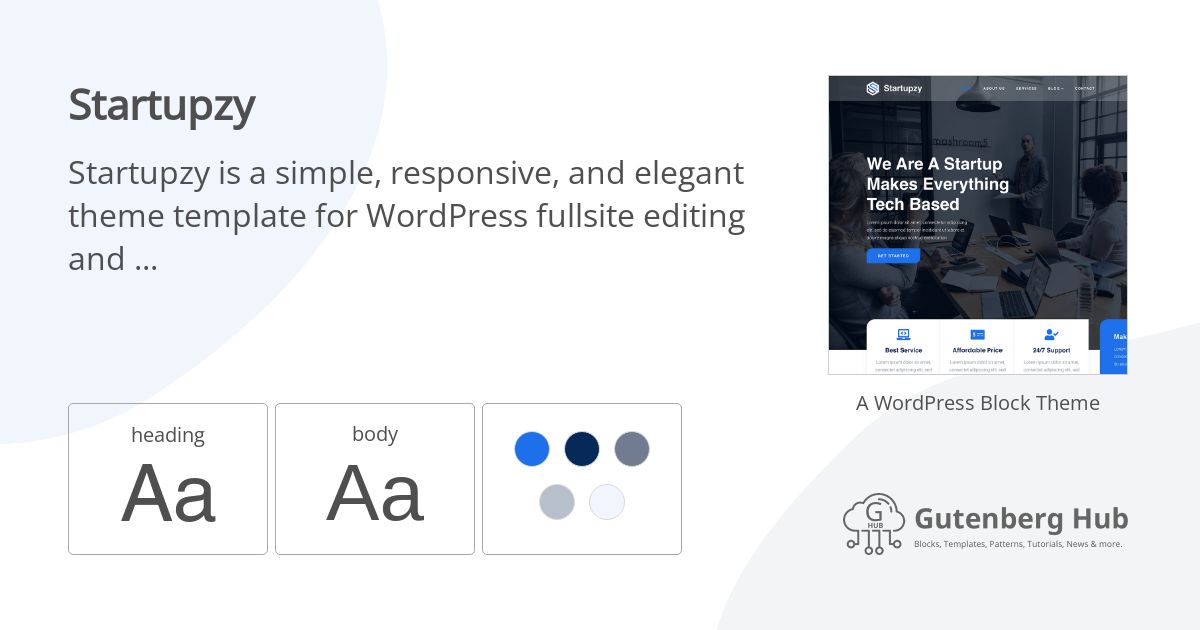 Startupzy
Startupzy is a simple, responsive, and elegant
theme template for WordPress fullsite editing
and ...
heading
Aa
body
Aa
Startupzy
ABOUT US
SERVICES
BLOG
CONTACT
We Are A Startup
Makes Everything
Tech Based
Lorem ipsum dolor sit amet, consectetur adipiscing
elit, sed do eiusmod tempor incididunt ut labore et
dolore magna aliqua nostrud exercitation
GET STARTED
Best Service
Lorem ipsum dolor sit amet,
consectet adipiscing elit, sed
Affordable Price
Lorem ipsum dolor sit amet,
consectet adipiscing elit, sed
24/7 Support
Lorem ipsum dolor sit amet,
consectet adipiscing elit, sed
Mak
A WordPress Block Theme
G
HUB
Gutenberg Hub
Blocks, Templates, Patterns, Tutorials, News & more.